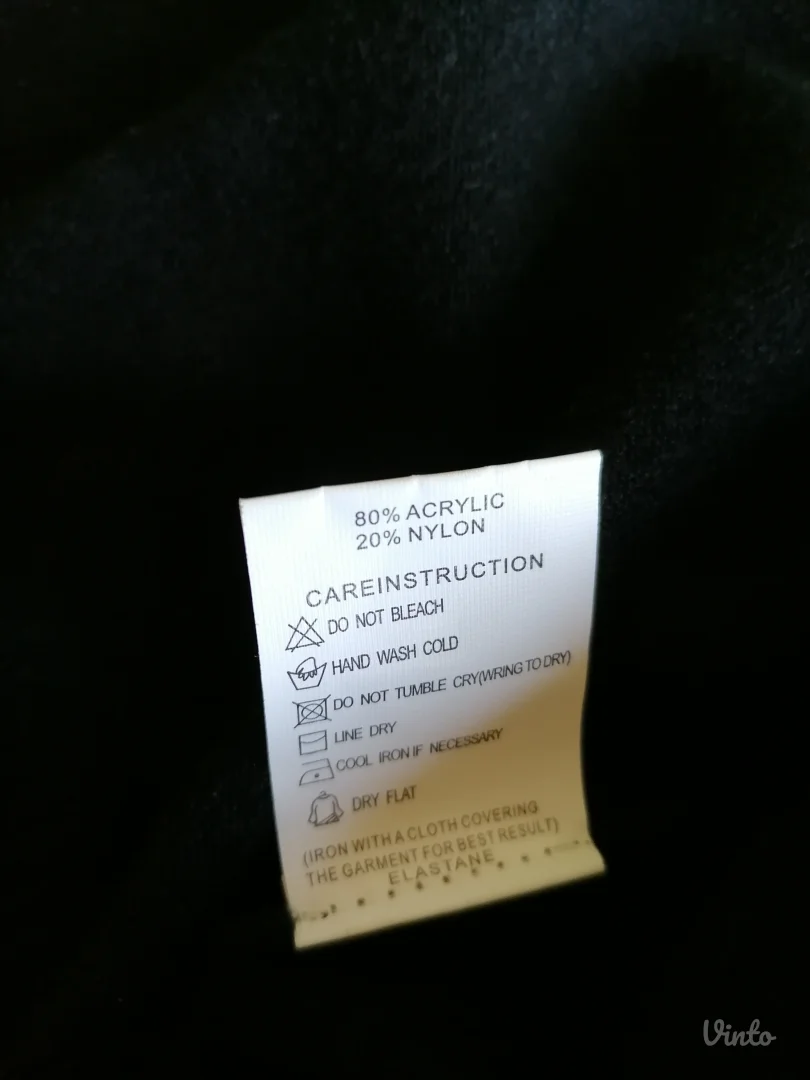 80% ACRYLIC
20% NYLON
CAREINSTRUCTION
DO NOT BLEACH
HAND WASH COLD
DO NOT TUMBLE CRY(WRING TO DRY)
LINE DRY
COOL IRON IF NECESSARY
DRY FLAT
(IRON WITH A CLOTH COVERING
THE GARMENT FOR BEST RESULT)
ELASTANE
Vinto